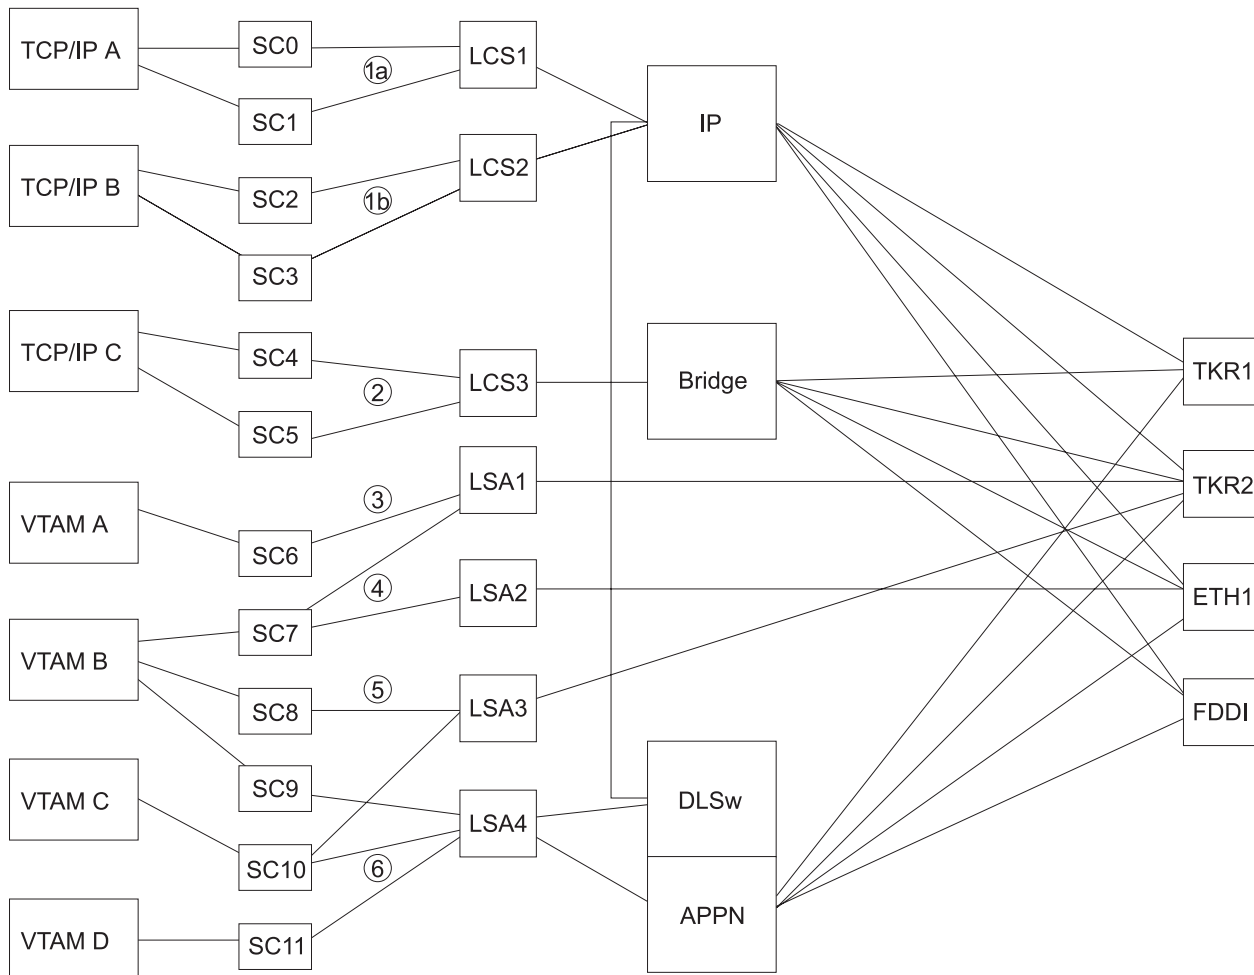 TCP/IP A
SC0
LCS1
1a
SC1
IP
TCP/IP B
SC2
LCS2
1b
SC3
TCP/IP C
SC4
LCS3
Bridge
TKR1
2
SC5
LSA1
TKR2
3
VTAM A
SC6
4
LSA2
ETH1
SC7
VTAM B
5
SC8
LSA3
FDDI
SC9
VTAM C
LSA4
DLSw
SC10
6
APPN
VTAM D
SC11